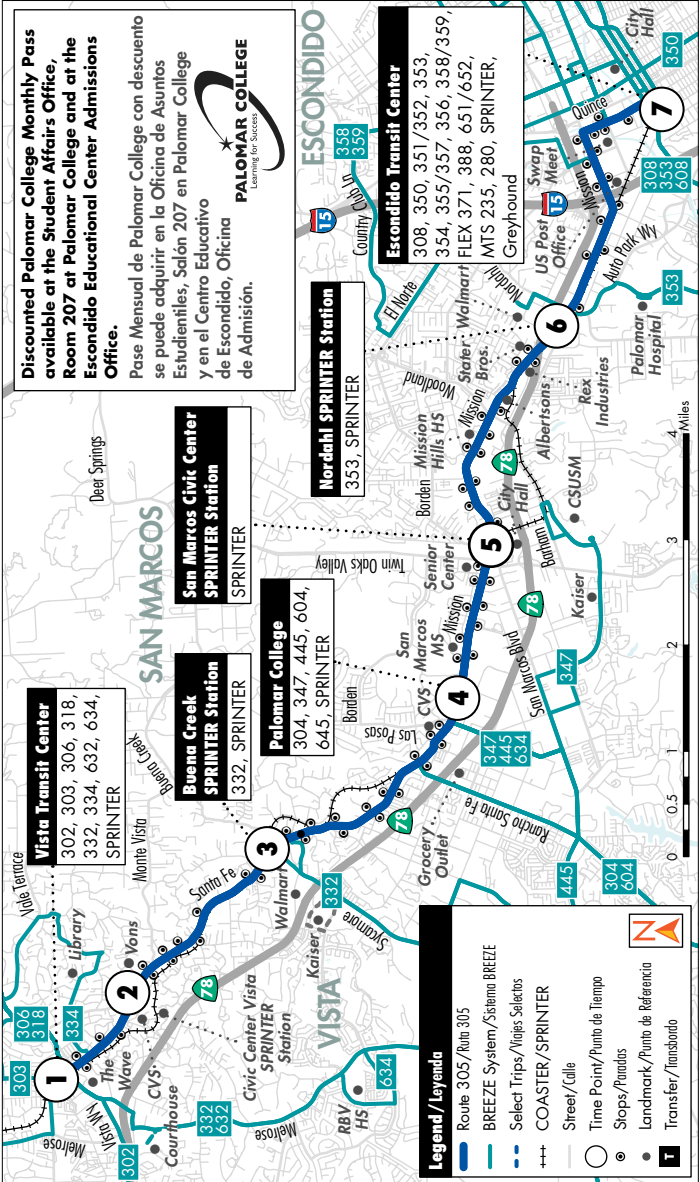 Discounted Palomar College Monthly Pass
available at the Student Affairs Office,
Room 207 at Palomar College and at the
Escondido Educational Center Admissions
Office.
Pase Mensual de Palomar College con descuento
se puede adquirir en la Oficina de Asuntos
Estudientiles, Salón 207 en Palomar College
y en el Centro Educativo
de Escondido, Oficina
de Admisión.
PALOMAR COLLEGE
Learning for Success
ESCONDIDO
SAN MARCOS
VISTA
Vista Transit Center
302, 303, 306, 318,
332, 334, 632, 634,
SPRINTER
Buena Creek
SPRINTER Station
332, SPRINTER
Palomar College
304, 347, 445, 604,
645, SPRINTER
San Marcos Civic Center
SPRINTER Station
SPRINTER
Nordahl SPRINTER Station
353, SPRINTER
Escondido Transit Center
308, 350, 351/352, 353,
354, 355/357, 356, 358/359,
FLEX 371, 388, 651/652,
MTS 235, 280, SPRINTER,
Greyhound
1
2
3
4
5
6
7
303
306
318
334
302
332
632
634
332
445
304
604
347
445
634
347
353
308
353
608
350
358
359
15
15
78
78
78
78
Vale Terrace
Library
Vons
Monte Vista
Buena Creek
Santa Fe
The
Wave
CVS
Vista Wy
Melrose
Courthouse
Civic Center Vista
SPRINTER
Station
Melrose
RBV
HS
Walmart
Kaiser
Sycamore
Grocery
Outlet
Rancho Santa Fe
Las Posas
CVS
Borden
San
Marcos
MS
Mission
Senior
Center
Twin Oaks Valley
Deer Springs
San Marcos Blvd
Kaiser
CSUSM
Barham
City
Hall
Borden
Mission
Hills HS
Mission
Woodland
Stater
Bros.
Walmart
Nordahl
Albertsons
Rex
Industries
El Norte
Country Club Ln
Palomar
Hospital
Auto Park Wy
US Post
Office
Mission
Swap
Meet
Quince
City
Hall
0
0.5
1
2
3
4
Miles
Legend/Leyenda
Route 305/Ruta 305
BREEZE System/Sistema BREEZE
Select Trips/Viajes Selectos
COASTER/SPRINTER
Street/Calle
Time Point/Punto de Tiempo
Stops/Paradas
Landmark/Punto de Referencia
T
Transfer/Transbordo
N